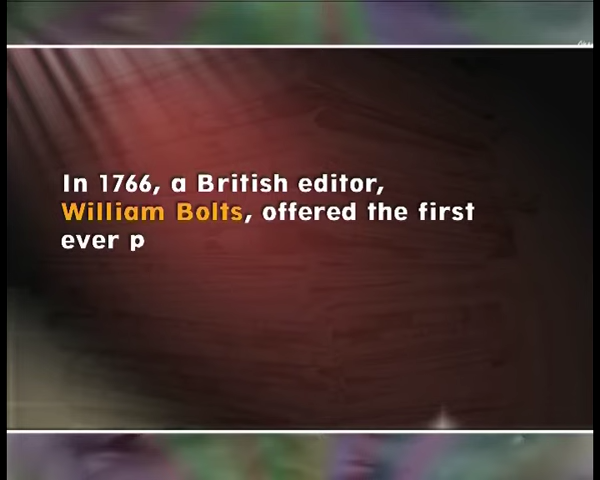 In 1766, a British editor,
William Bolts, offered the first
ever p